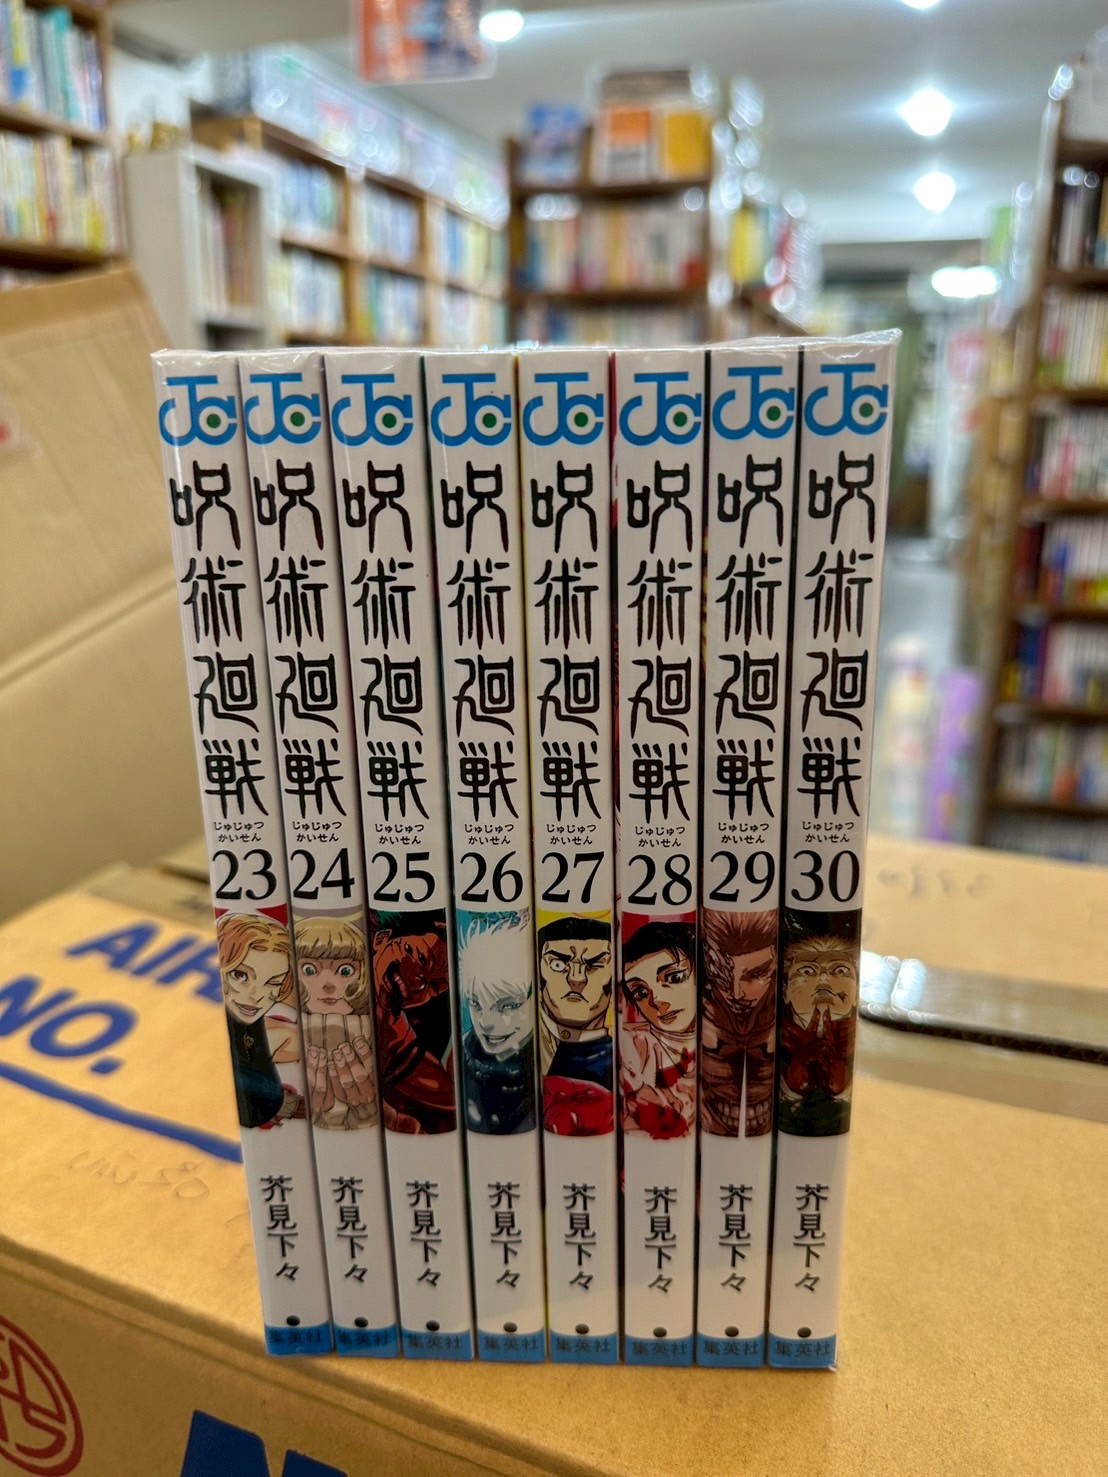 JC
呪術廻戦
じゅじゅつ
かいせん
23
芥見下々
集英社
JC
呪術廻戦
じゅじゅつ
かいせん
24
芥見下々
集英社
JC
呪術廻戦
じゅじゅつ
かいせん
25
芥見下々
集英社
JC
呪術廻戦
じゅじゅつ
かいせん
26
芥見下々
集英社
JC
呪術廻戦
じゅじゅつ
かいせん
27
芥見下々
集英社
JC
呪術廻戦
じゅじゅつ
かいせん
28
芥見下々
集英社
JC
呪術廻戦
じゅじゅつ
かいせん
29
芥見下々
集英社
JC
呪術廻戦
じゅじゅつ
かいせん
30
芥見下々
集英社
AIR
NO.